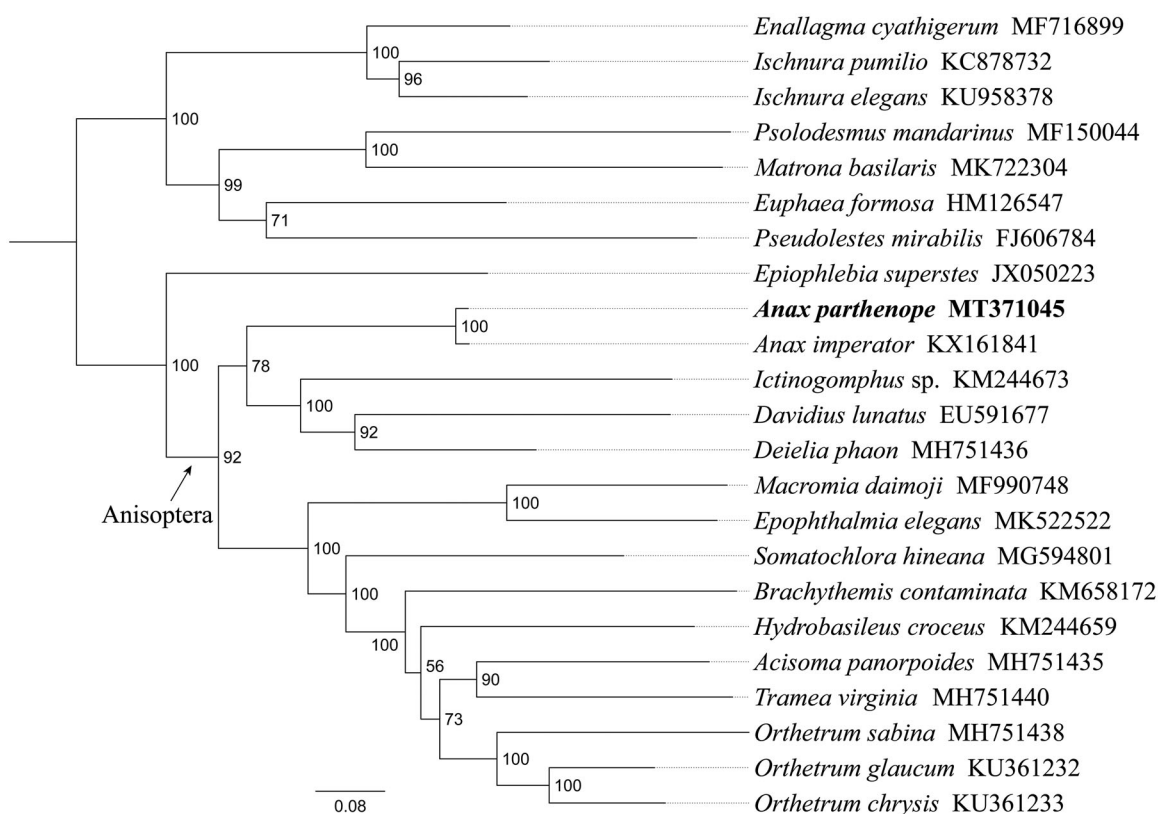 Enallagma cyathigerum MF716899
Ischnura pumilio KC878732
100
96
Ischnura elegans KU958378
100
Psolodesmus mandarinus MF150044
100
Matrona basilaris MK722304
99
Euphaea formosa HM126547
71
Pseudolestes mirabilis FJ606784
Epiophlebia superstes JX050223
Anax parthenope MT371045
100
Anax imperator KX161841
100
78
Ictinogomphus sp. KM244673
100
Davidius lunatus EU591677
92
Deielia phaon MH751436
92
Anisoptera
Macromia daimoji MF990748
100
Epophthalmia elegans MK522522
100
Somatochlora hineana MG594801
100
Brachythemis contaminata KM658172
100
Hydrobasileus croceus KM244659
56
Acisoma panorpoides MH751435
90
Tramea virginia MH751440
73
Orthetrum sabina MH751438
100
Orthetrum glaucum KU361232
100
Orthetrum chrysis KU361233
0.08